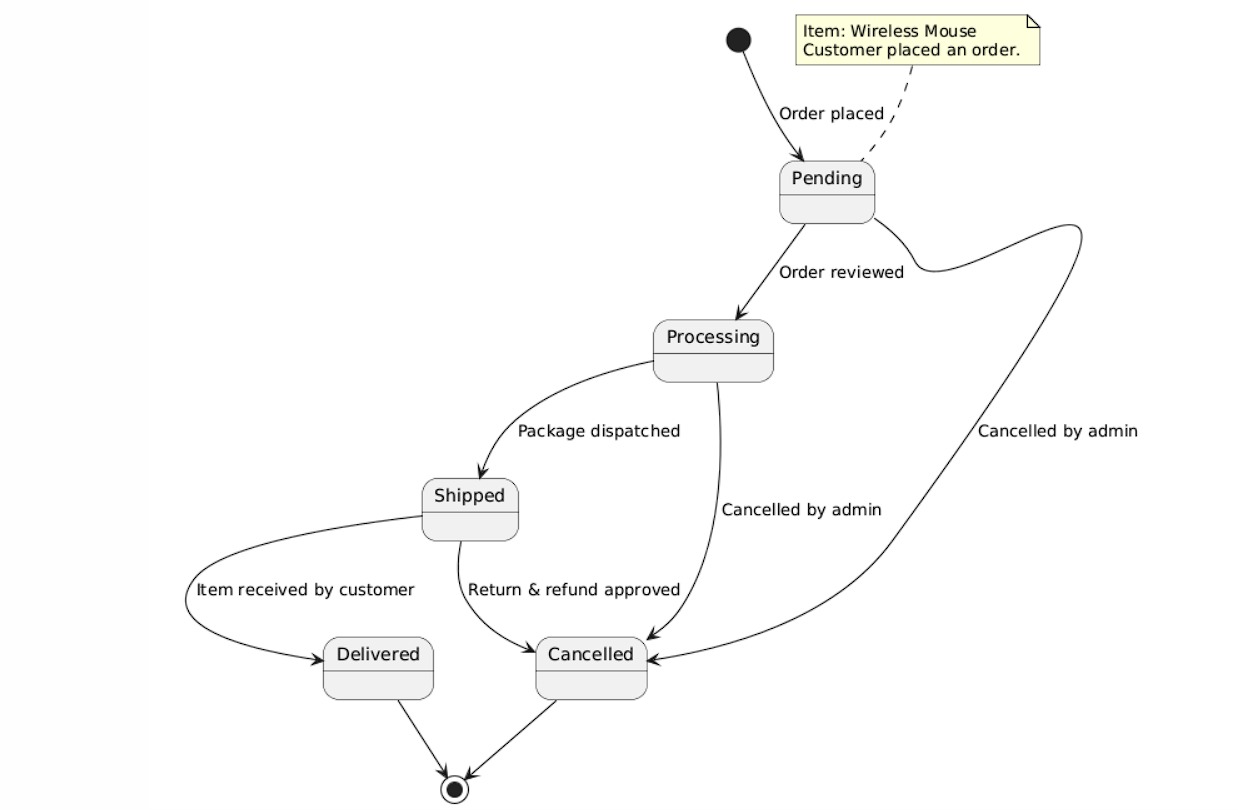 Item: Wireless Mouse
Customer placed an order.
Order placed
Pending
Order reviewed
Processing
Package dispatched
Cancelled by admin
Shipped
Cancelled by admin
Item received by customer
Return & refund approved
Delivered
Cancelled